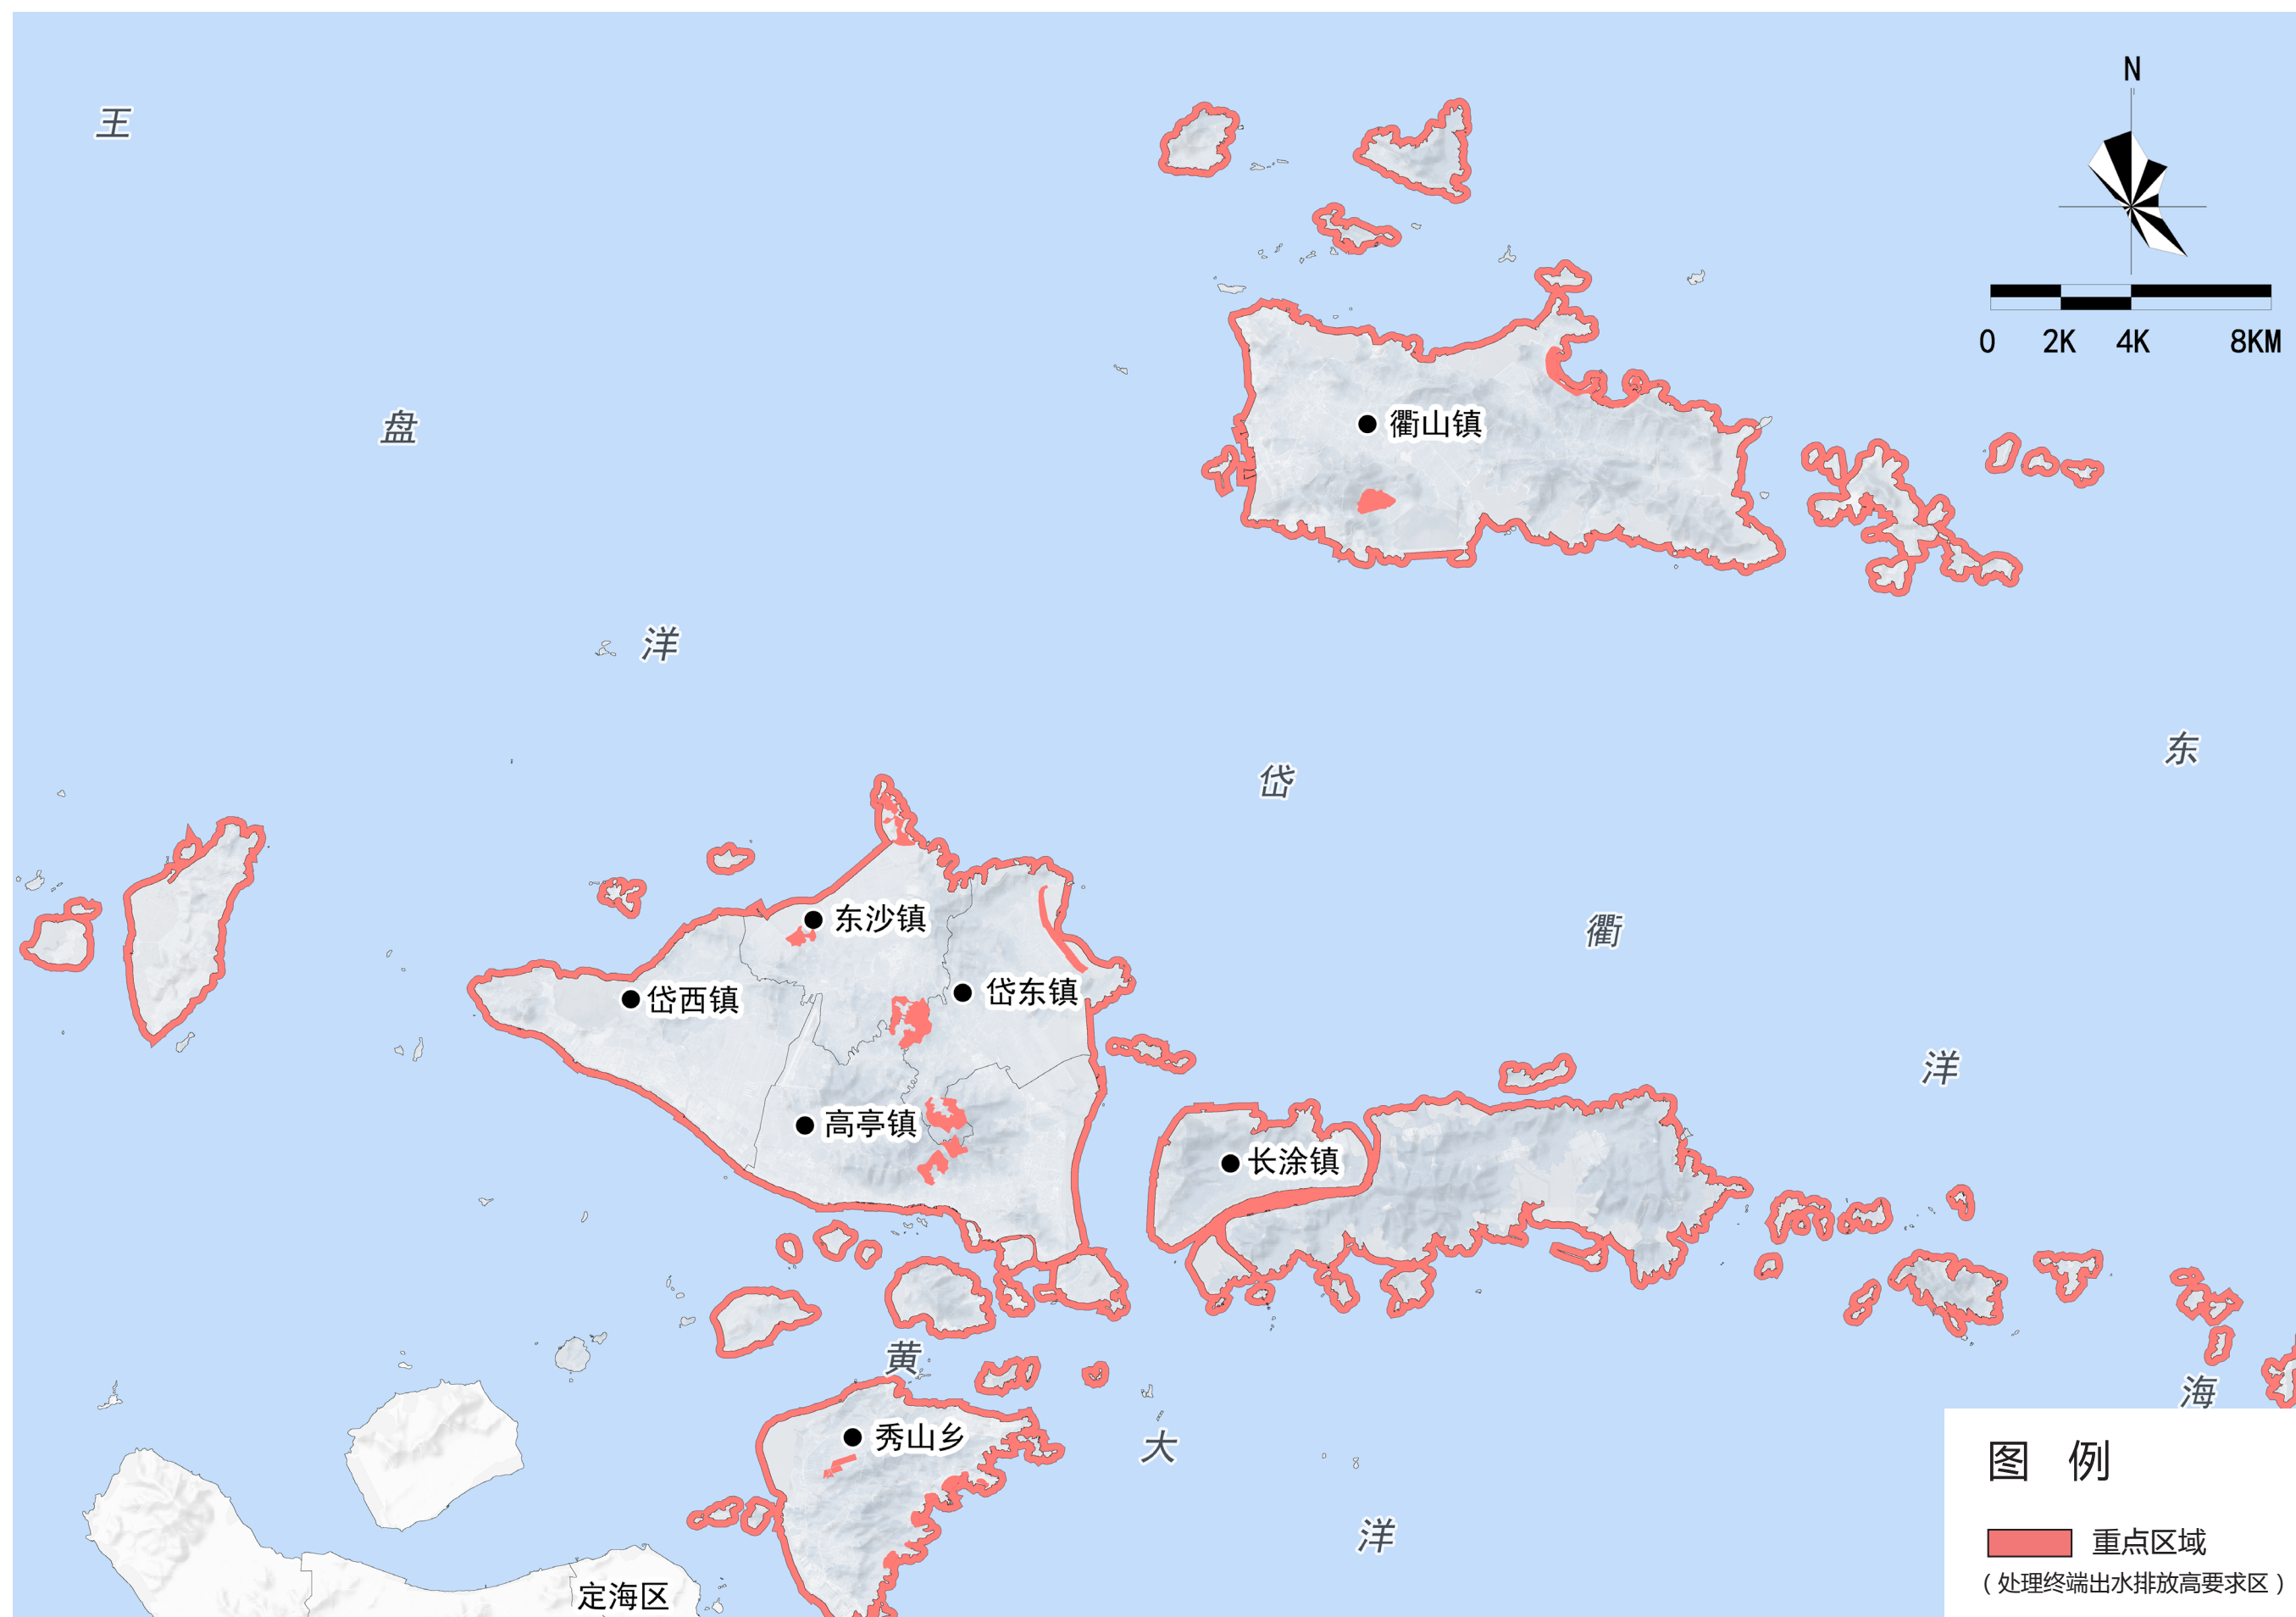 N
0 2K 4K 8KM
王
盘
洋
衢山镇
岱
衢
洋
东
海
东沙镇
岱西镇
岱东镇
高亭镇
长涂镇
黄
大
洋
秀山乡
定海区
图 例
重点区域
（处理终端出水排放高要求区）